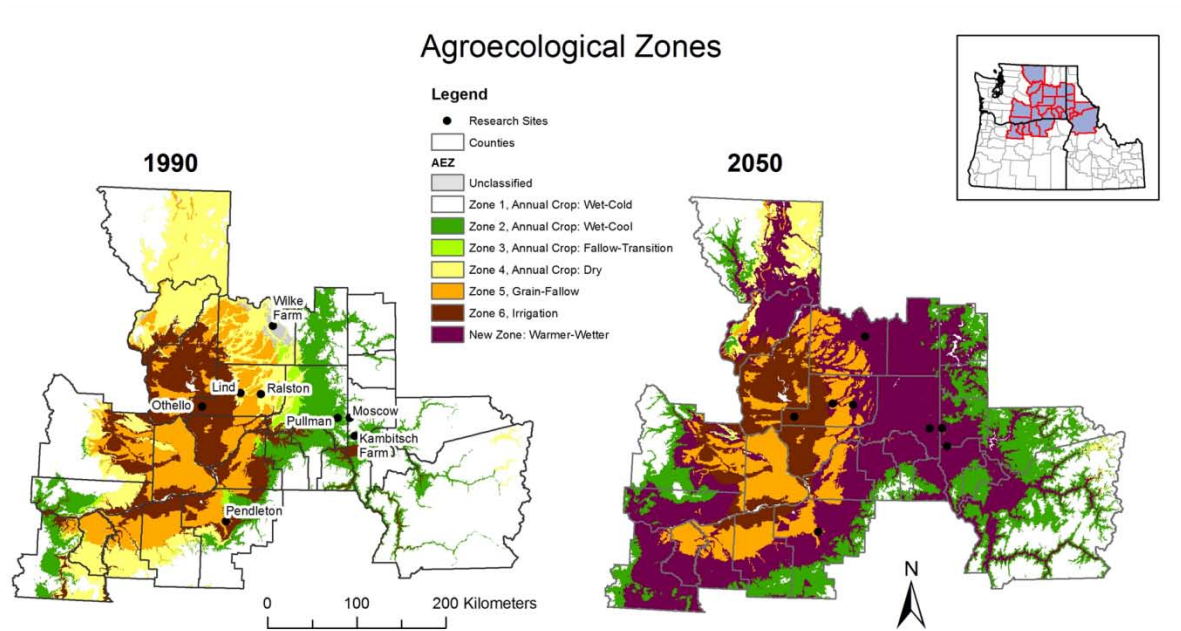 Agroecological Zones
Legend
Research Sites
Counties
AEZ
Unclassified
Zone 1, Annual Crop: Wet-Cold
Zone 2, Annual Crop: Wet-Cool
Zone 3, Annual Crop: Fallow-Transition
Zone 4, Annual Crop: Dry
Zone 5, Grain-Fallow
Zone 6, Irrigation
New Zone: Warmer-Wetter
1990
Wilke
Farm
Lind
Ralston
Othello
Pullman
Moscow
Kambitsch
Farm
Pendleton
0 100 200 Kilometers
2050
N